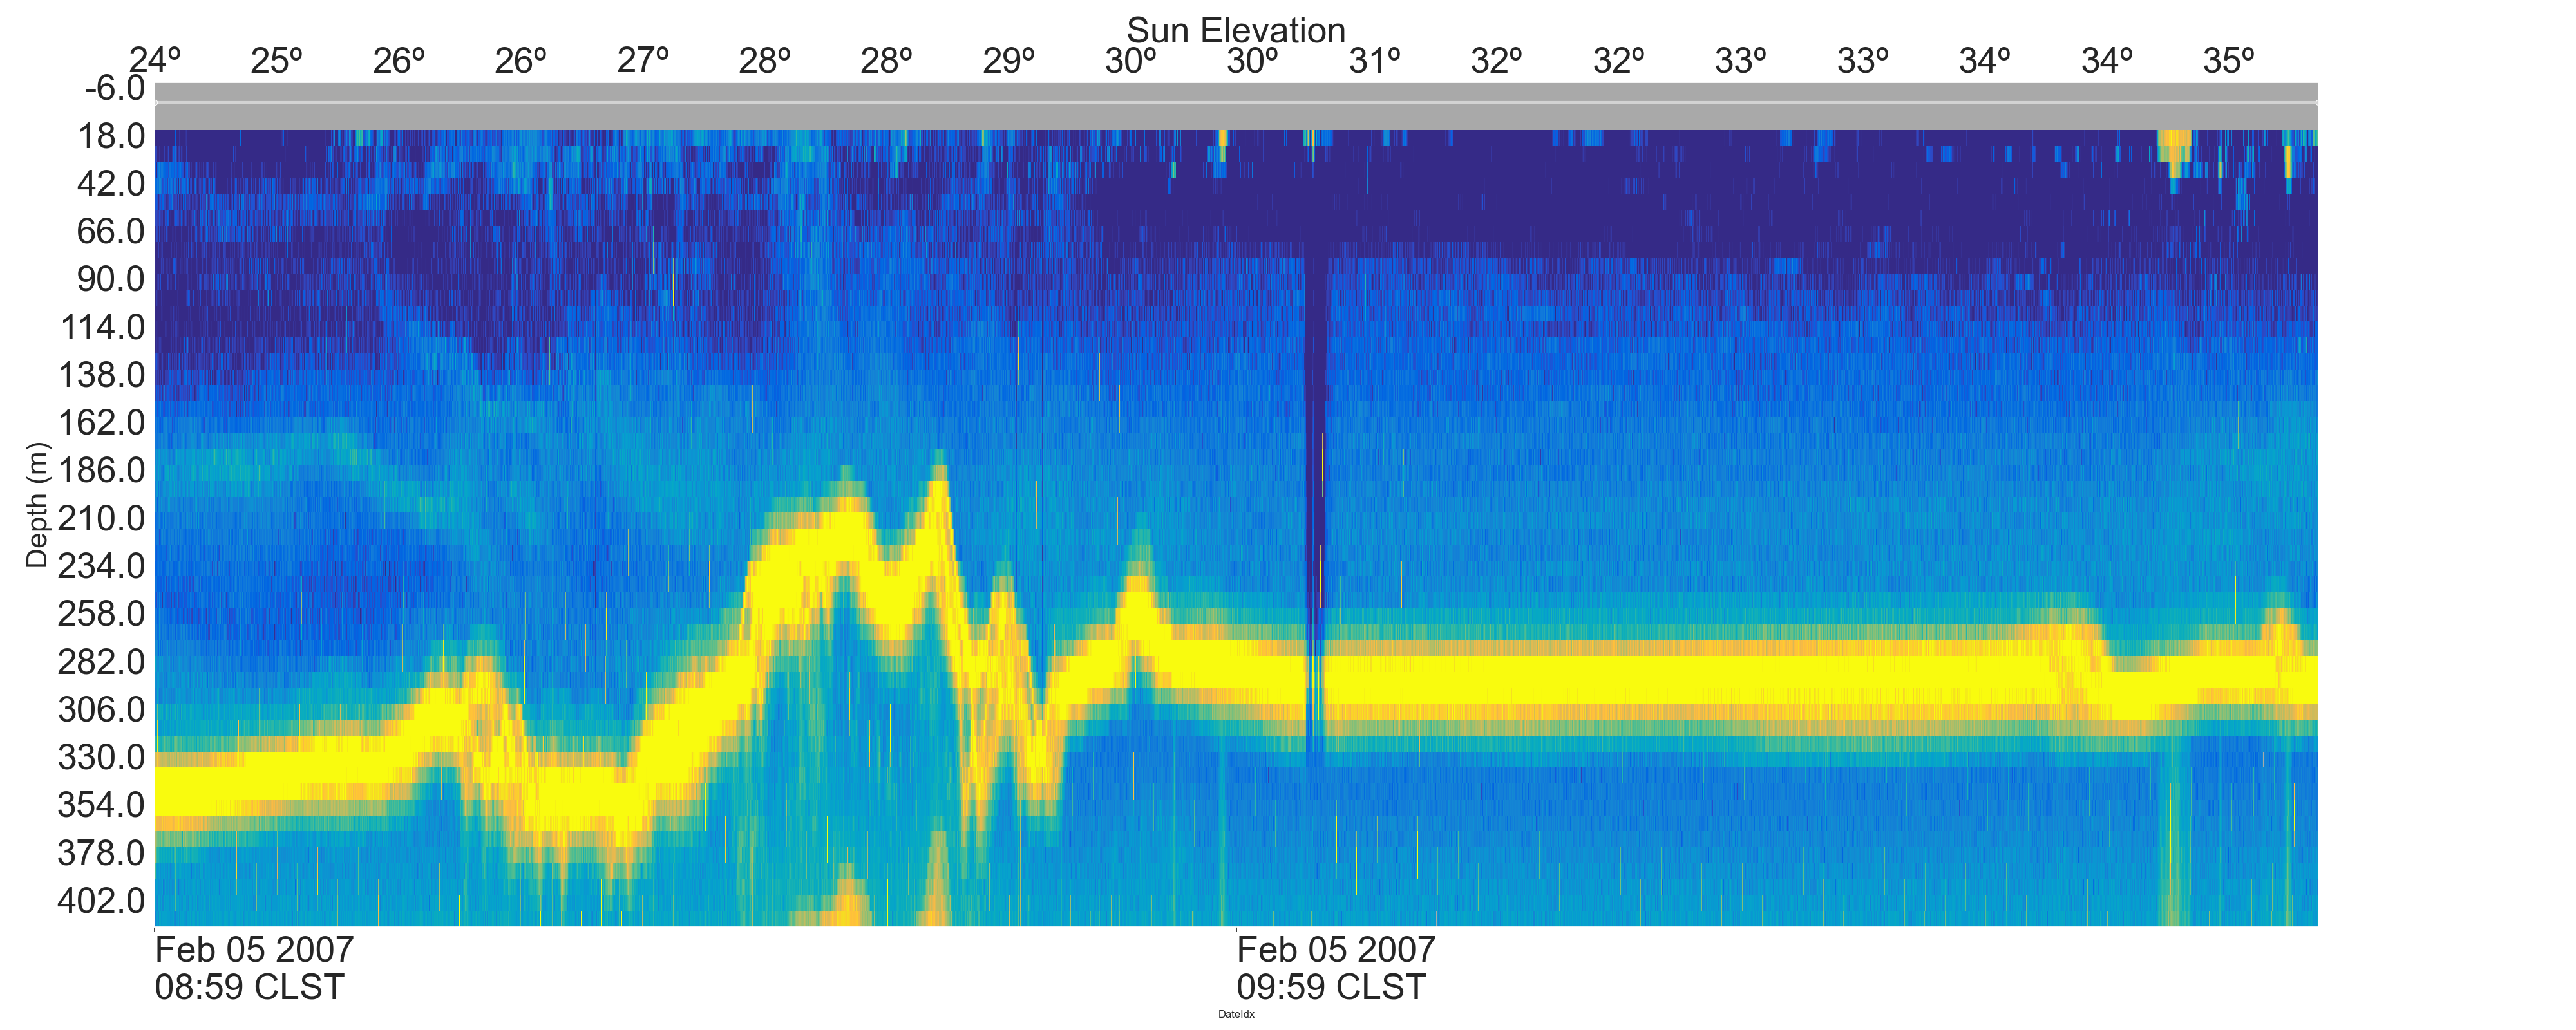 Sun Elevation
24º 25º 26º 26º 27º 28º 28º 29º 30º 30º 31º 32º 32º 33º 33º 34º 34º 35º
-6.0
18.0
42.0
66.0
90.0
114.0
138.0
162.0
186.0
210.0
234.0
258.0
282.0
306.0
330.0
354.0
378.0
402.0
Depth (m)
Feb 05 2007
08:59 CLST
Feb 05 2007
09:59 CLST
DateIdx